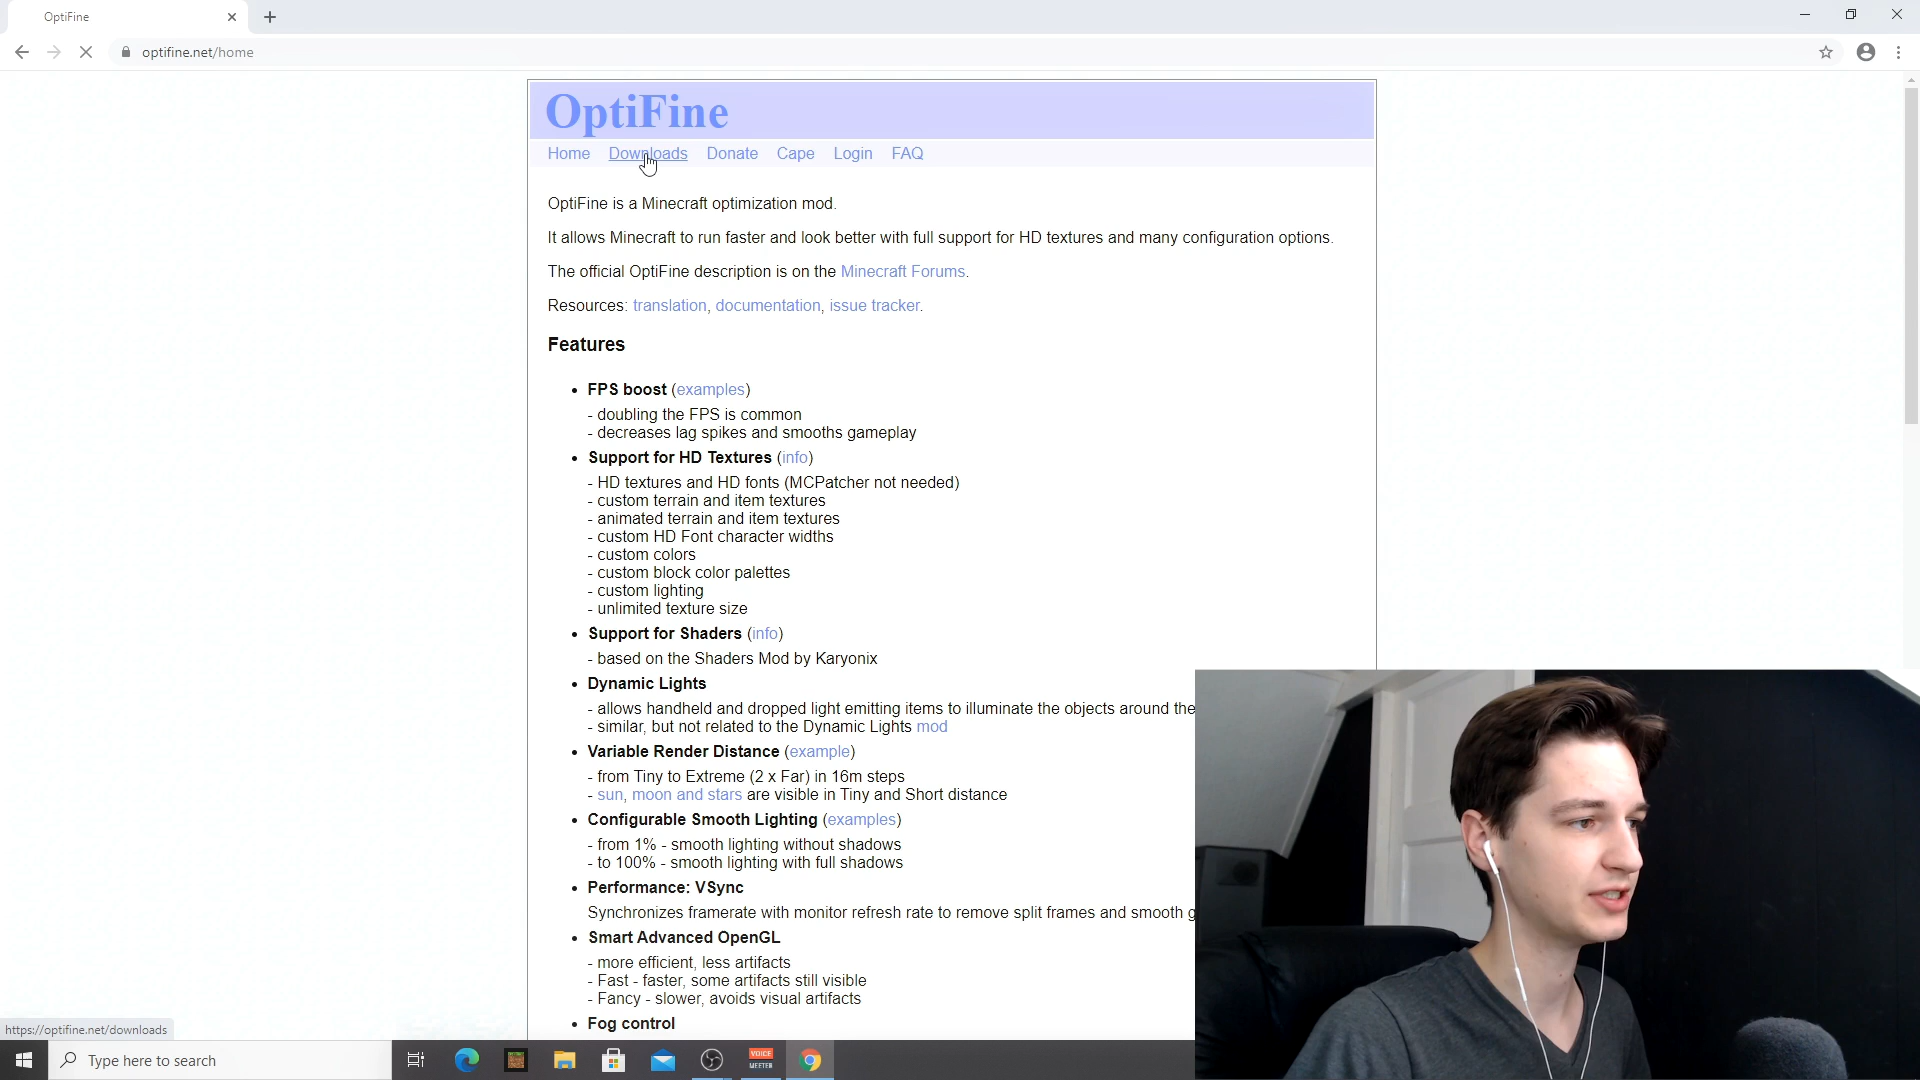 OptiFine
optifine.net/home
OptiFine
Home Downloads Donate Cape Login FAQ
OptiFine is a Minecraft optimization mod.
It allows Minecraft to run faster and look better with full support for HD textures and many configuration options.
The official OptiFine description is on the Minecraft Forums.
Resources: translation, documentation, issue tracker.
Features
• FPS boost (examples)
- doubling the FPS is common
- decreases lag spikes and smooths gameplay
• Support for HD Textures (info)
- HD textures and HD fonts (MCPatcher not needed)
- custom terrain and item textures
- animated terrain and item textures
- custom HD Font character widths
- custom colors
- custom block color palettes
- custom lighting
- unlimited texture size
• Support for Shaders (info)
- based on the Shaders Mod by Karyonix
• Dynamic Lights
- allows handheld and dropped light emitting items to illuminate the objects around the
- similar, but not related to the Dynamic Lights mod
• Variable Render Distance (example)
- from Tiny to Extreme (2 x Far) in 16m steps
- sun, moon and stars are visible in Tiny and Short distance
• Configurable Smooth Lighting (examples)
- from 1% - smooth lighting without shadows
- to 100% - smooth lighting with full shadows
• Performance: VSync
Synchronizes framerate with monitor refresh rate to remove split frames and smooth g
• Smart Advanced OpenGL
- more efficient, less artifacts
- Fast - faster, some artifacts still visible
- Fancy - slower, avoids visual artifacts
• Fog control
https://optifine.net/downloads
Type here to search
VOICE
MEETER